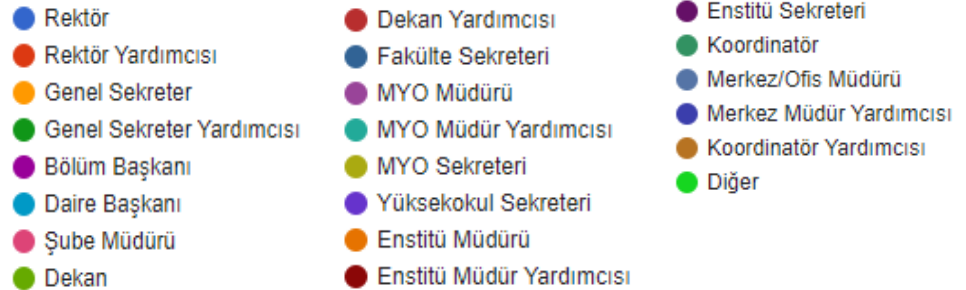 Rektör
Rektör Yardımcısı
Genel Sekreter
Genel Sekreter Yardımcısı
Bölüm Başkanı
Daire Başkanı
Şube Müdürü
Dekan
Dekan Yardımcısı
Fakülte Sekreteri
MYO Müdürü
MYO Müdür Yardımcısı
MYO Sekreteri
Yüksekokul Sekreteri
Enstitü Müdürü
Enstitü Müdür Yardımcısı
Enstitü Sekreteri
Koordinatör
Merkez/Ofis Müdürü
Merkez Müdür Yardımcısı
Koordinatör Yardımcısı
Diğer